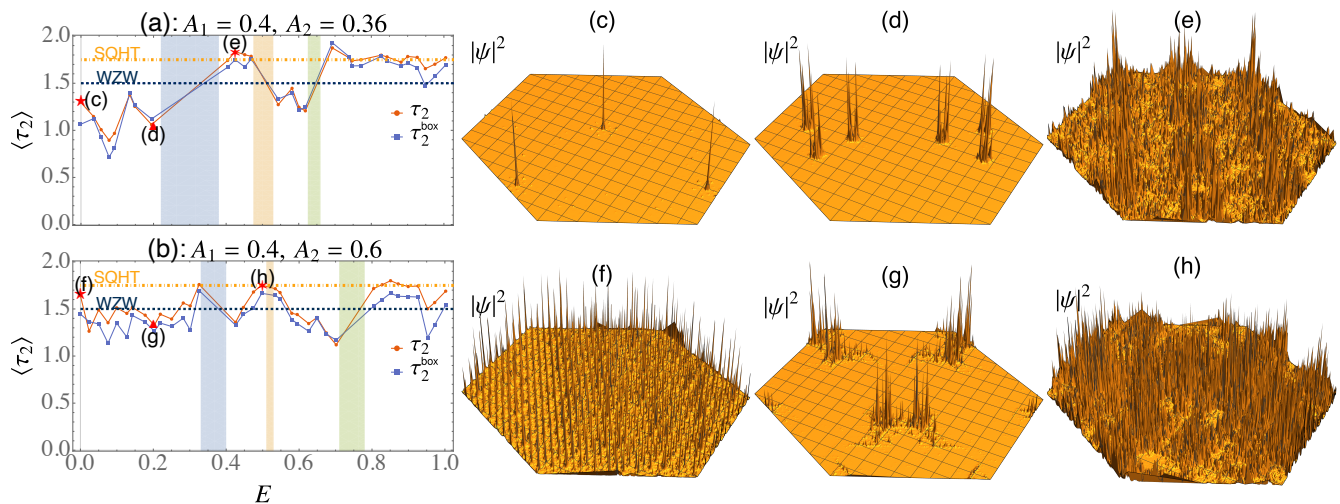 (a): A₁ = 0.4, A₂ = 0.36
2.0
1.5
1.0
0.5
0.0
⟨τ₂⟩
SQHT
WZW
(c)
(d)
(e)
τ₂
τ₂^box
(b): A₁ = 0.4, A₂ = 0.6
2.0
1.5
1.0
0.5
0.0
⟨τ₂⟩
SQHT
WZW
(f)
(g)
(h)
τ₂
τ₂^box
0.0 0.2 0.4 0.6 0.8 1.0
E
(c)
|ψ|²
(d)
|ψ|²
(e)
|ψ|²
(f)
|ψ|²
(g)
|ψ|²
(h)
|ψ|²